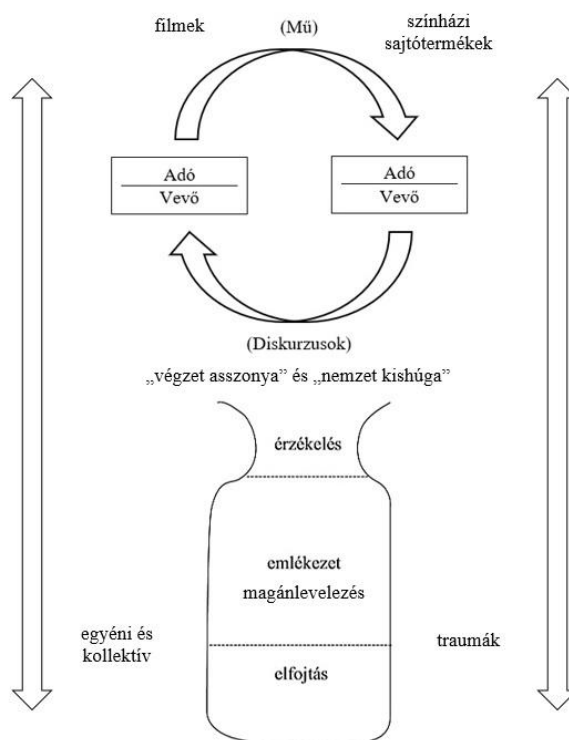 filmek
(Mű)
színházi
sajtótermékek
Adó
Vevő
Adó
Vevő
(Diskurzusok)
„végzet asszonya” és „nemzet kishúga”
érzékelés
emlékezet
magánlevelezés
egyéni és
kollektív
traumák
elfojtás